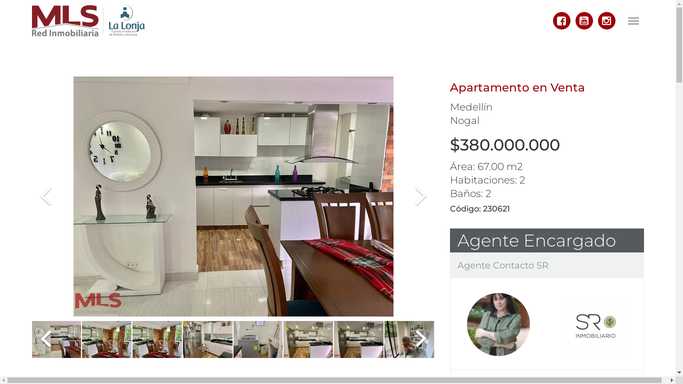 MLS
Red Inmobiliaria
La Lonja
Apartamento en Venta
Medellín
Nogal
$380.000.000
Área: 67.00 m2
Habitaciones: 2
Baños: 2
Código: 230621
Agente Encargado
Agente Contacto SR
MLS
SR
INMOBILIARIO